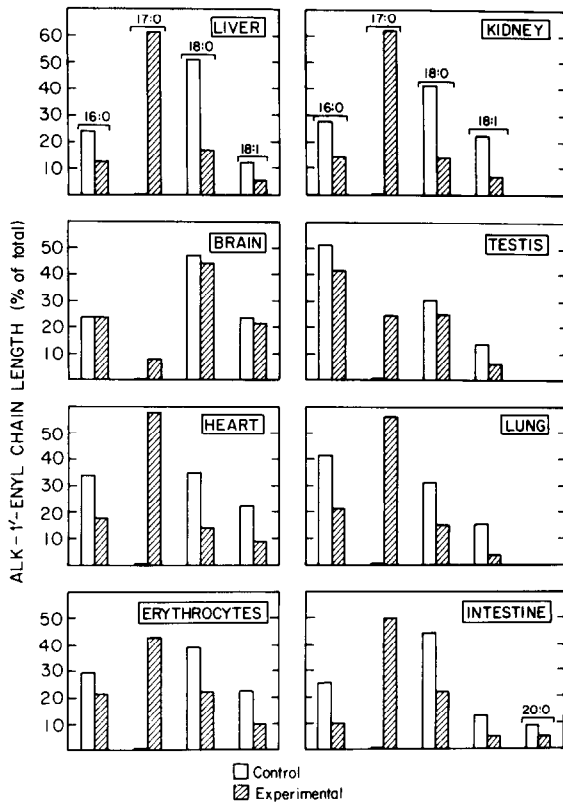 ALK-1'-ENYL CHAIN LENGTH (% of total)
LIVER
60
50
40
30
20
10
16:0
17:0
18:0
18:1
KIDNEY
16:0
17:0
18:0
18:1
BRAIN
50
40
30
20
10
TESTIS
HEART
50
40
30
20
10
LUNG
ERYTHROCYTES
50
40
30
20
10
INTESTINE
20:0
Control
Experimental